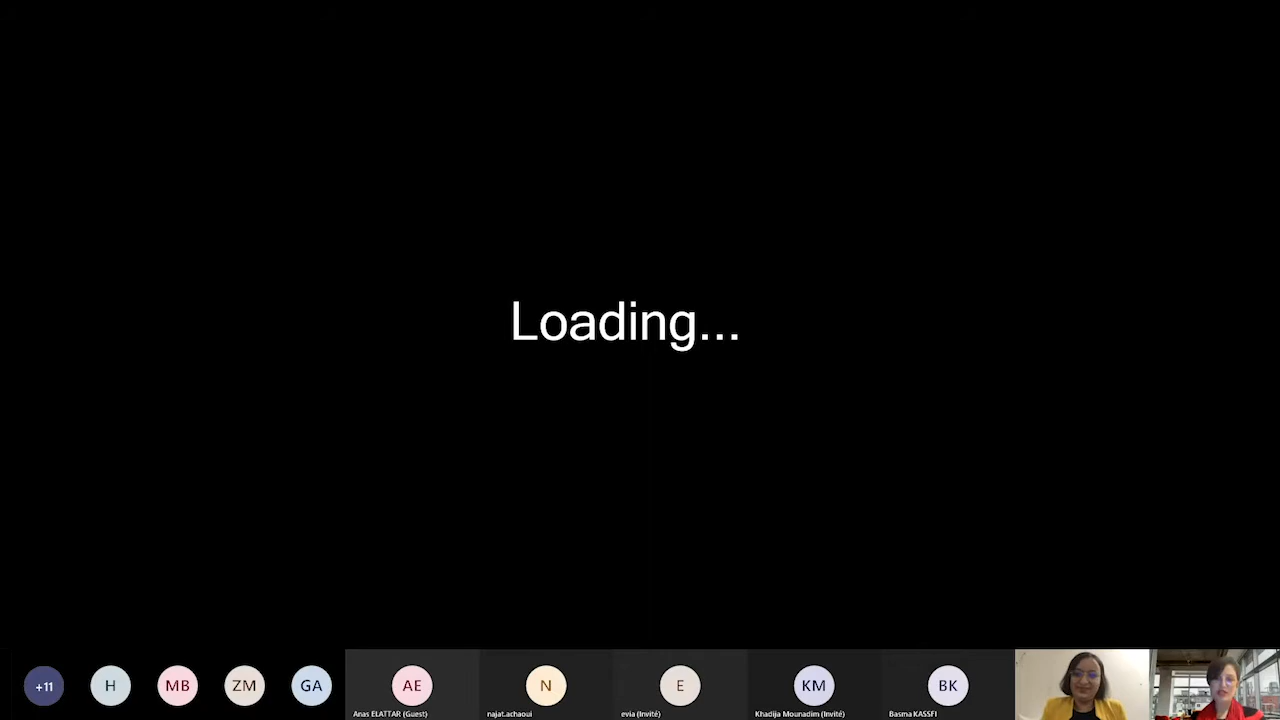 Loading...
+11
H
MB
ZM
GA
AE
N
E
KM
BK
Anas ELATTAR (Guest)
najat.achaoui
evia (Invité)
Khadija Mounadim (Invité)
Basma KASSFI